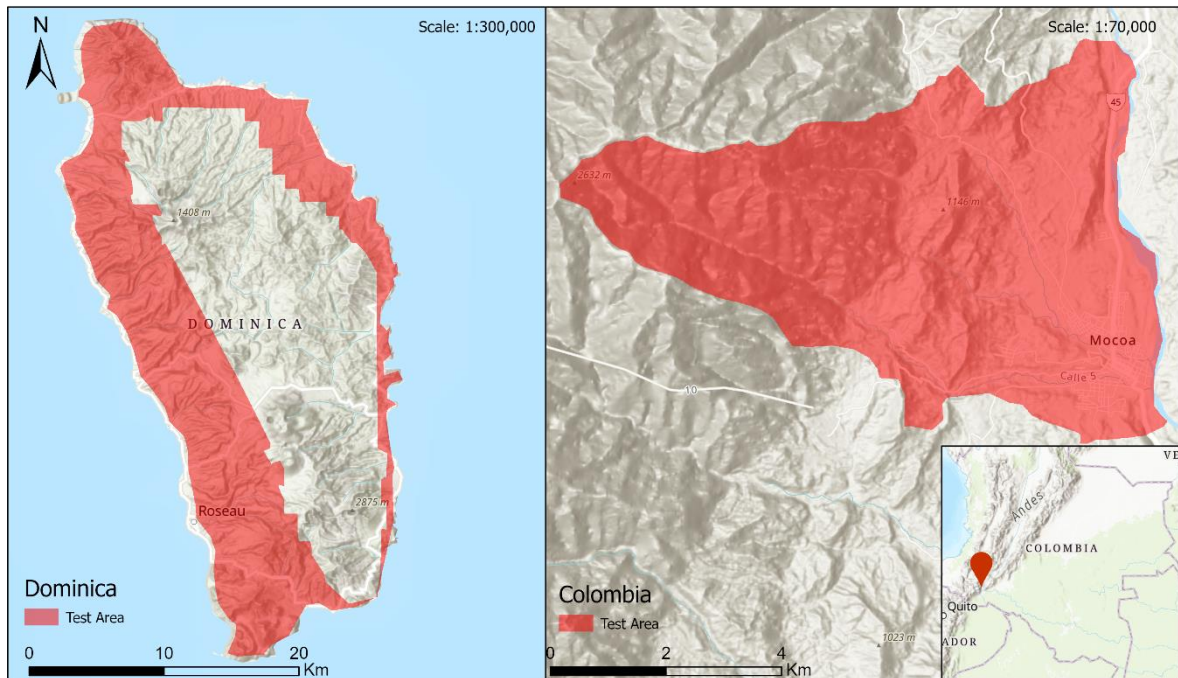 N
Scale: 1:300,000
1408 m
DOMINICA
2875 m
Roseau
Dominica
Test Area
0 10 20
Km
Scale: 1:70,000
45
2632 m
1146 m
Mocoa
Calle 5
10
1023 m
Colombia
Test Area
0 2 4
Km
VE
Andes
COLOMBIA
Quito
ADOR